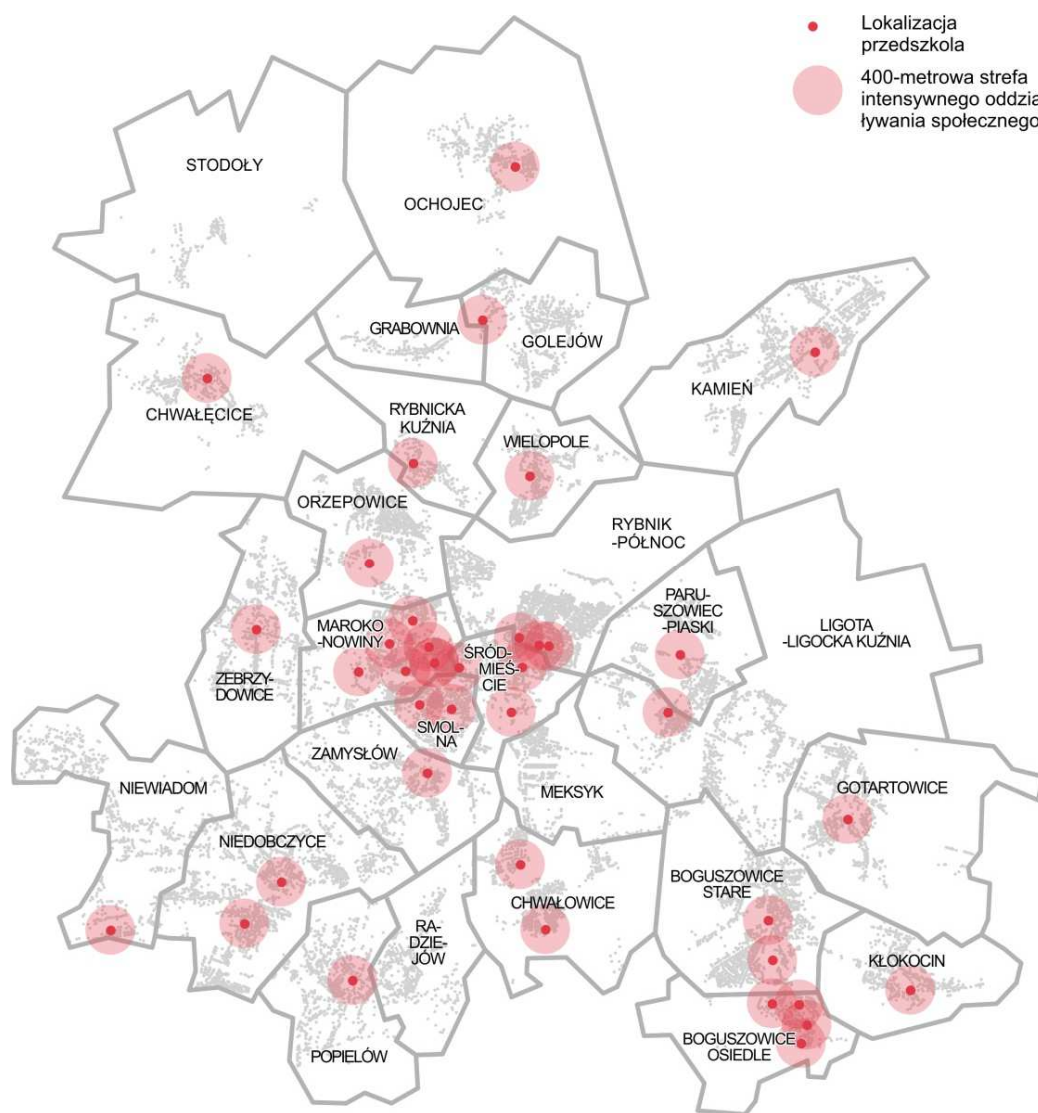 Lokalizacja
przedszkola
400-metrowa strefa
intensywnego oddzia
ływania społecznego
STODOŁY
OCHOJEC
GRABOWNIA
GOLEJÓW
KAMIEŃ
CHWAŁĘCICE
RYBNICKA
KUŹNIA
WIELOPOLE
ORZEPOWICE
RYBNIK
-PÓŁNOC
PARU-
SZOWIEC
-PIASKI
LIGOTA
-LIGOCKA KUŹNIA
MAROKO
-NOWINY
ŚRÓD-
MIEŚ-
CIE
ZEBRZY-
DOWICE
SMOL-
NA
ZAMYSŁÓW
NIEWIADOM
MEKSYK
GOTARTOWICE
NIEDOBCZYCE
BOGUSZOWICE
STARE
CHWAŁOWICE
RA-
DZIE-
JÓW
KŁOKOCIN
BOGUSZOWICE
OSIEDLE
POPIELÓW